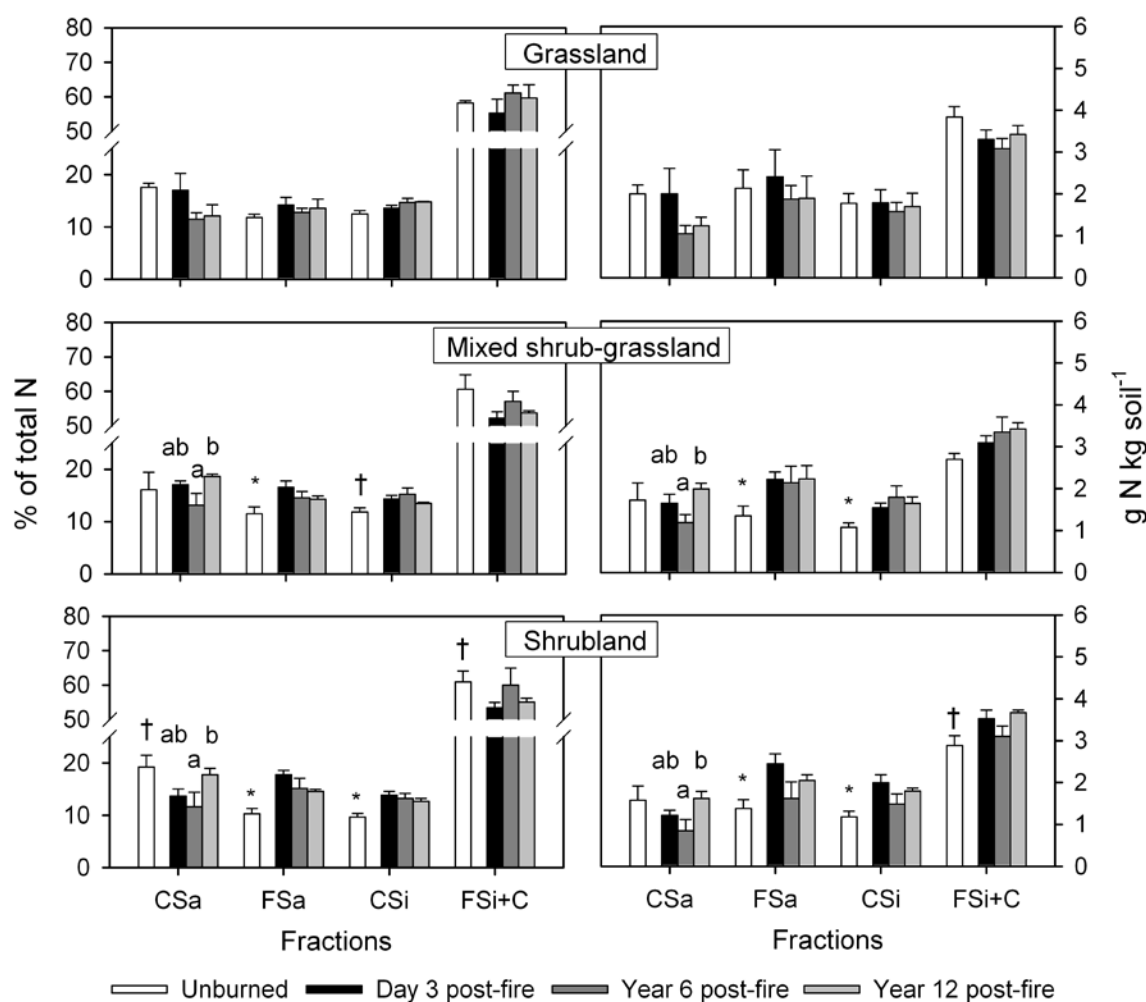 Grassland
80
70
60
50
20
10
0
6
5
4
3
2
1
0
Mixed shrub-grassland
80
70
60
50
20
10
0
ab
a
b
*
†
ab
a
b
*
*
6
5
4
3
2
1
0
% of total N
g N kg soil⁻¹
Shrubland
80
70
60
50
20
10
0
†
ab
a
b
*
*
†
ab
a
b
*
*
†
6
5
4
3
2
1
0
CSa FSa CSi FSi+C
CSa FSa CSi FSi+C
Fractions
Fractions
Unburned Day 3 post-fire Year 6 post-fire Year 12 post-fire